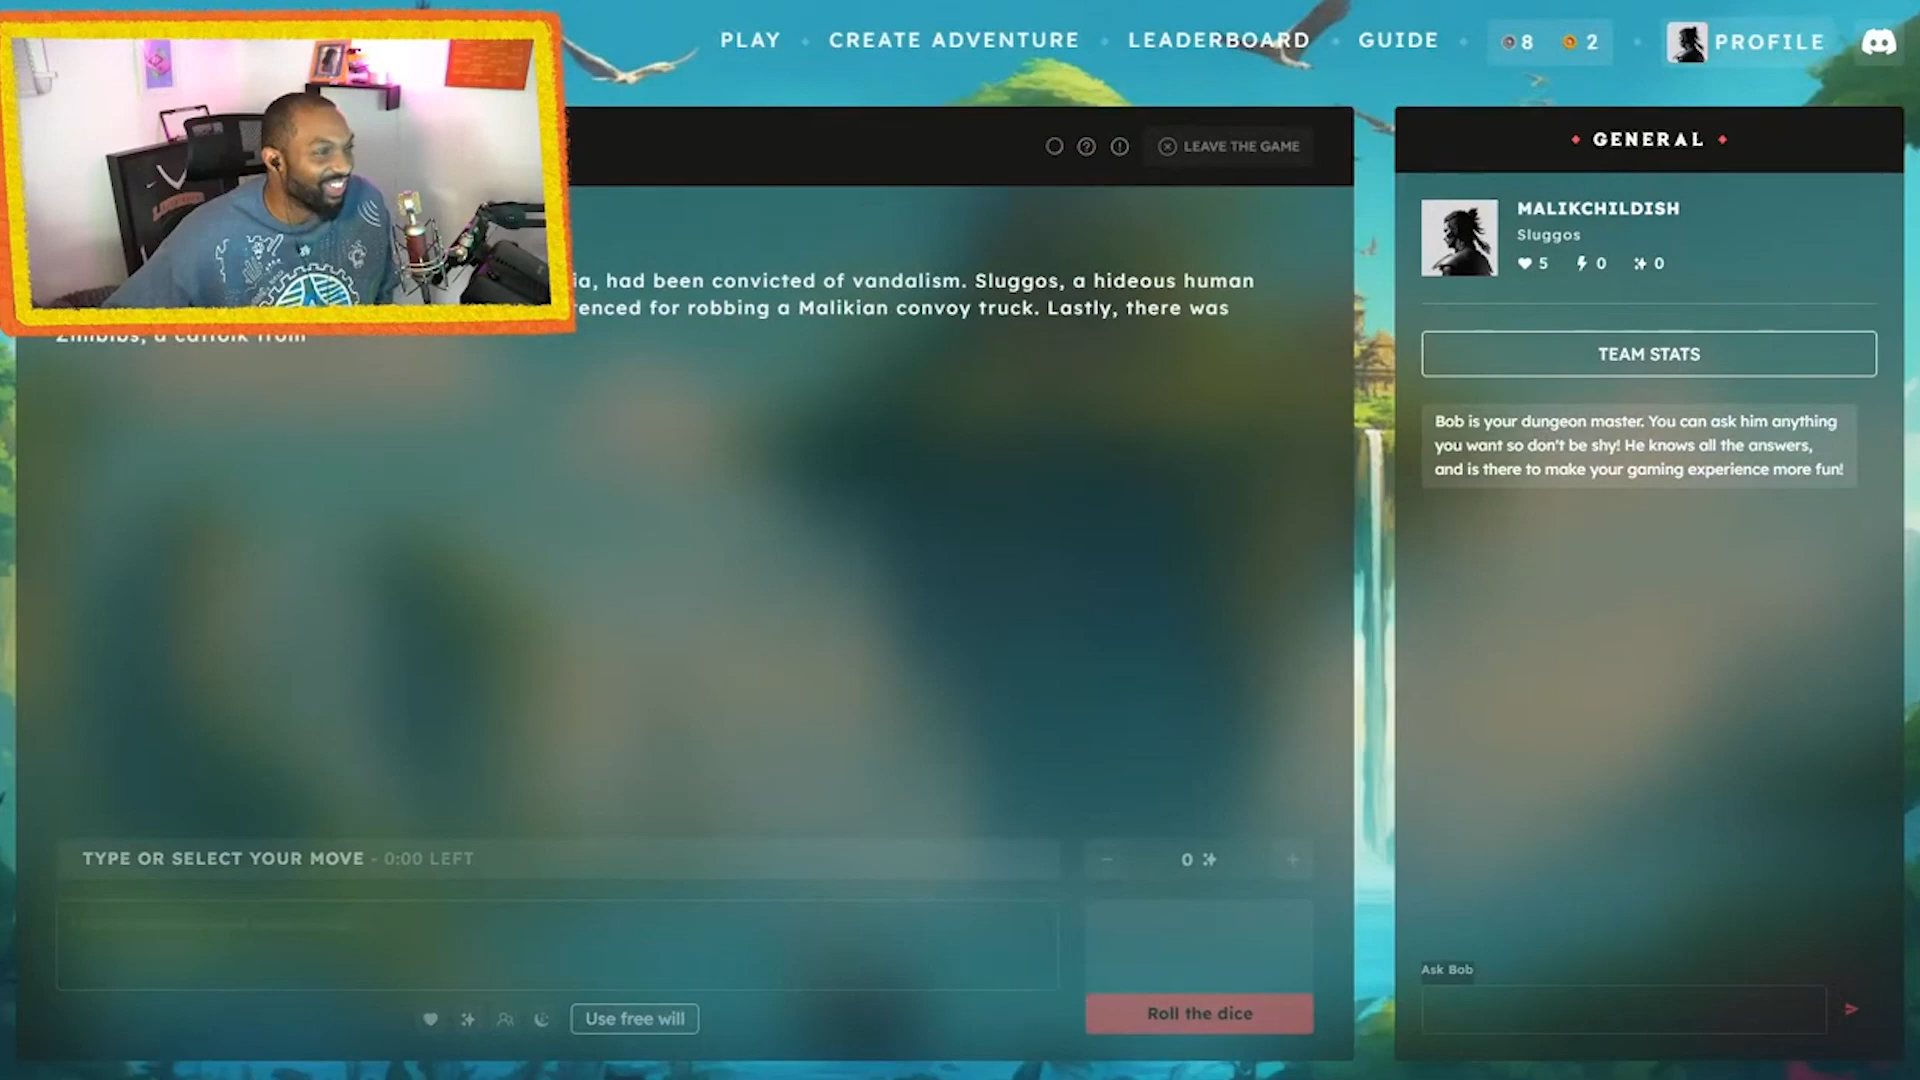 PLAY
CREATE ADVENTURE
LEADERBOARD
GUIDE
8
2
PROFILE
LEAVE THE GAME
had been convicted of vandalism. Sluggos, a hideous human
for robbing a Malikian convoy truck. Lastly, there was
Zimbibs, a catfolk from
TYPE OR SELECT YOUR MOVE - 0:00 LEFT
0
Use free will
Roll the dice
GENERAL
MALIKCHILDISH
Sluggos
5 0 0
TEAM STATS
Bob is your dungeon master. You can ask him anything
you want so don't be shy! He knows all the answers,
and is there to make your gaming experience more fun!
Ask Bob